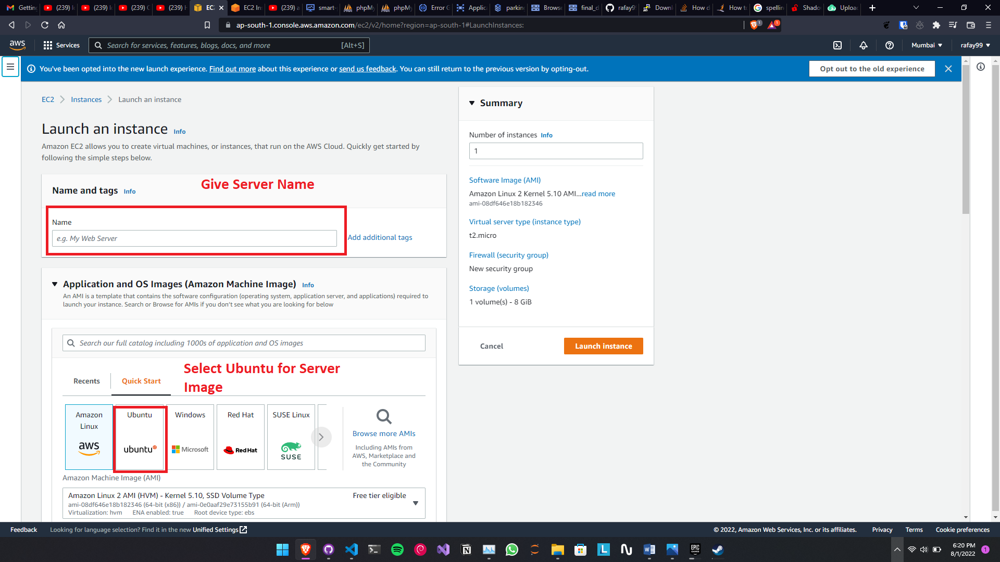 Getting
(239) I
(239) I
(239) C
(239) H
EC
EC2 Ins
(239) a
smart-
phpMy
phpMy
Error G
Applica
parking
Browse
final_d
rafay9
Downl
How d
How to
spellin
Shado
Uploa
ap-south-1.console.aws.amazon.com/ec2/v2/home?region=ap-south-1#LaunchInstances:
1
1
aws
Services
Search for services, features, blogs, docs, and more
[Alt+S]
Mumbai
rafay99
You've been opted into the new launch experience. Find out more about this experience or send us feedback. You can still return to the previous version by opting-out.
Opt out to the old experience
EC2
Instances
Launch an instance
Launch an instance Info
Amazon EC2 allows you to create virtual machines, or instances, that run on the AWS Cloud. Quickly get started by
following the simple steps below.
Give Server Name
Name and tags Info
Name
e.g. My Web Server
Add additional tags
Application and OS Images (Amazon Machine Image) Info
An AMI is a template that contains the software configuration (operating system, application server, and applications) required to
launch your instance. Search or Browse for AMIs if you don't see what you are looking for below
Search our full catalog including 1000s of application and OS images
Recents
Quick Start
Select Ubuntu for Server
Image
Amazon
Linux
aws
Ubuntu
ubuntu
Windows
Microsoft
Red Hat
Red Hat
SUSE Linux
SUSE
Browse more AMIs
Including AMIs from
AWS, Marketplace and
the Community
Amazon Machine Image (AMI)
Amazon Linux 2 AMI (HVM) - Kernel 5.10, SSD Volume Type
Free tier eligible
ami-08df646e18b182346 (64-bit (x86)) / ami-0e0aaf29e73155b91 (64-bit (Arm))
Virtualization: hvm ENA enabled: true Root device type: ebs
Summary
Number of instances Info
1
Software Image (AMI)
Amazon Linux 2 Kernel 5.10 AMI...read more
ami-08df646e18b182346
Virtual server type (instance type)
t2.micro
Firewall (security group)
New security group
Storage (volumes)
1 volume(s) - 8 GiB
Cancel
Launch instance
Feedback
Looking for language selection? Find it in the new Unified Settings
© 2022, Amazon Web Services, Inc. or its affiliates.
Privacy
Terms
Cookie preferences
EPIC
GAMES
6:20 PM
8/1/2022
1